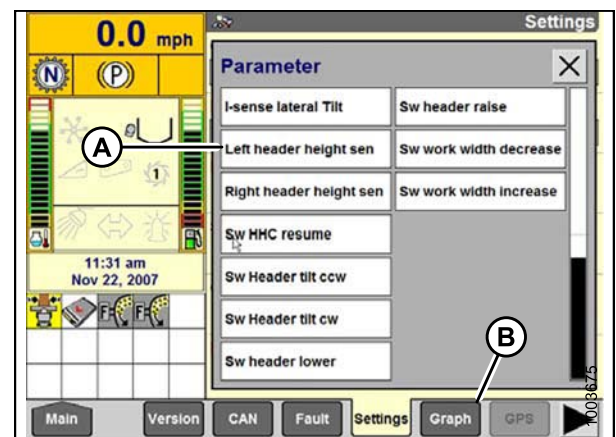 0.0 mph
Settings
N
(P)
Parameter
I-sense lateral Tilt
Sw header raise
A
Left header height sen
Sw work width decrease
1
Right header height sen
Sw work width increase
Sw HHC resume
11:31 am
Nov 22, 2007
Sw Header tilt ccw
Sw Header tilt cw
F
F
B
Sw header lower
1003675
Main
Version
CAN
Fault
Settings
Graph
GPS